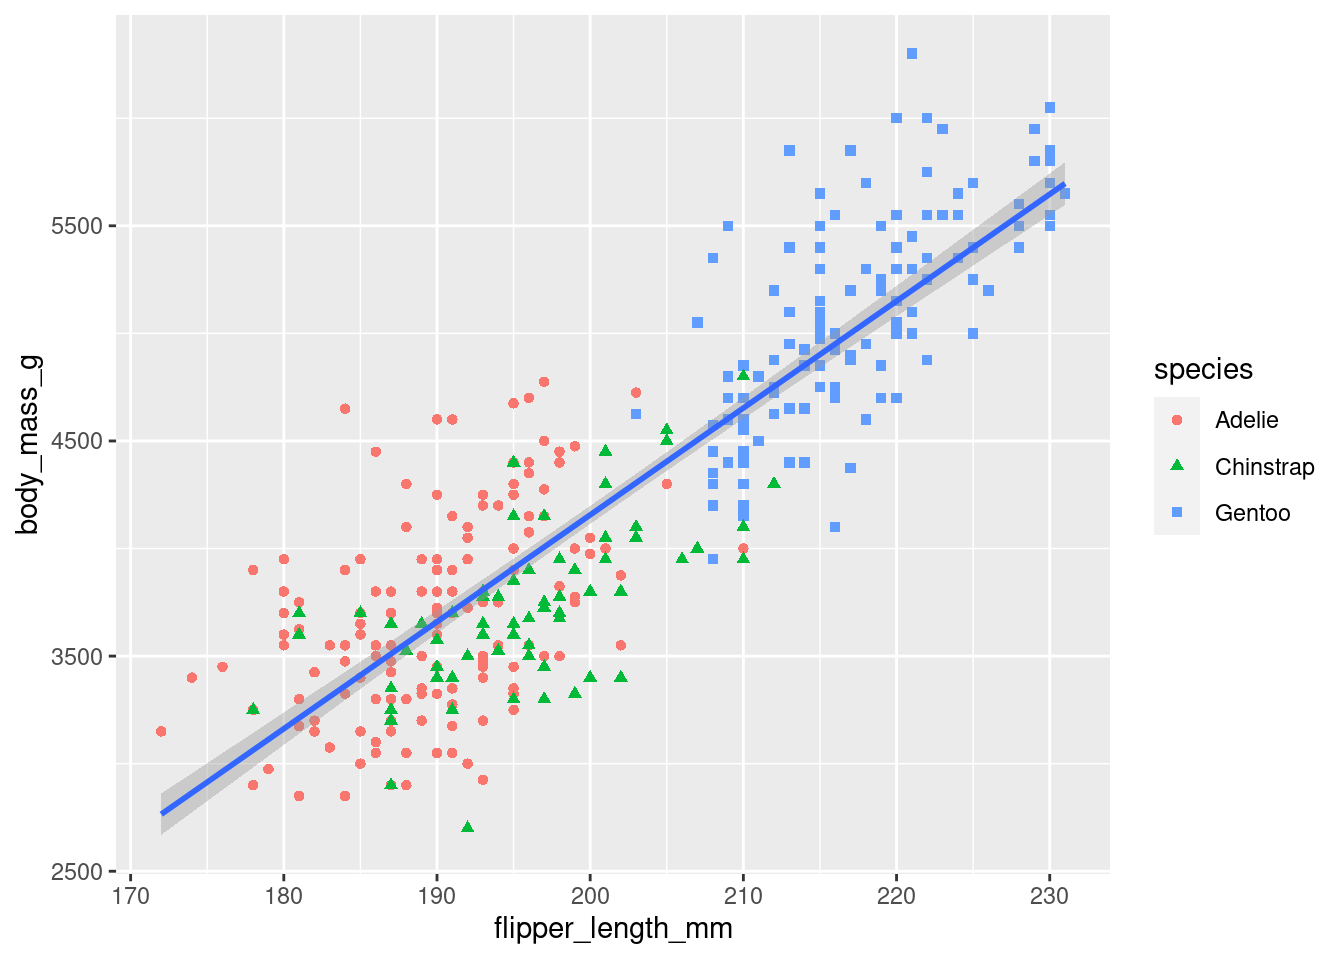 5500
4500
3500
2500
170 180 190 200 210 220 230
flipper_length_mm
body_mass_g
species
Adelie
Chinstrap
Gentoo